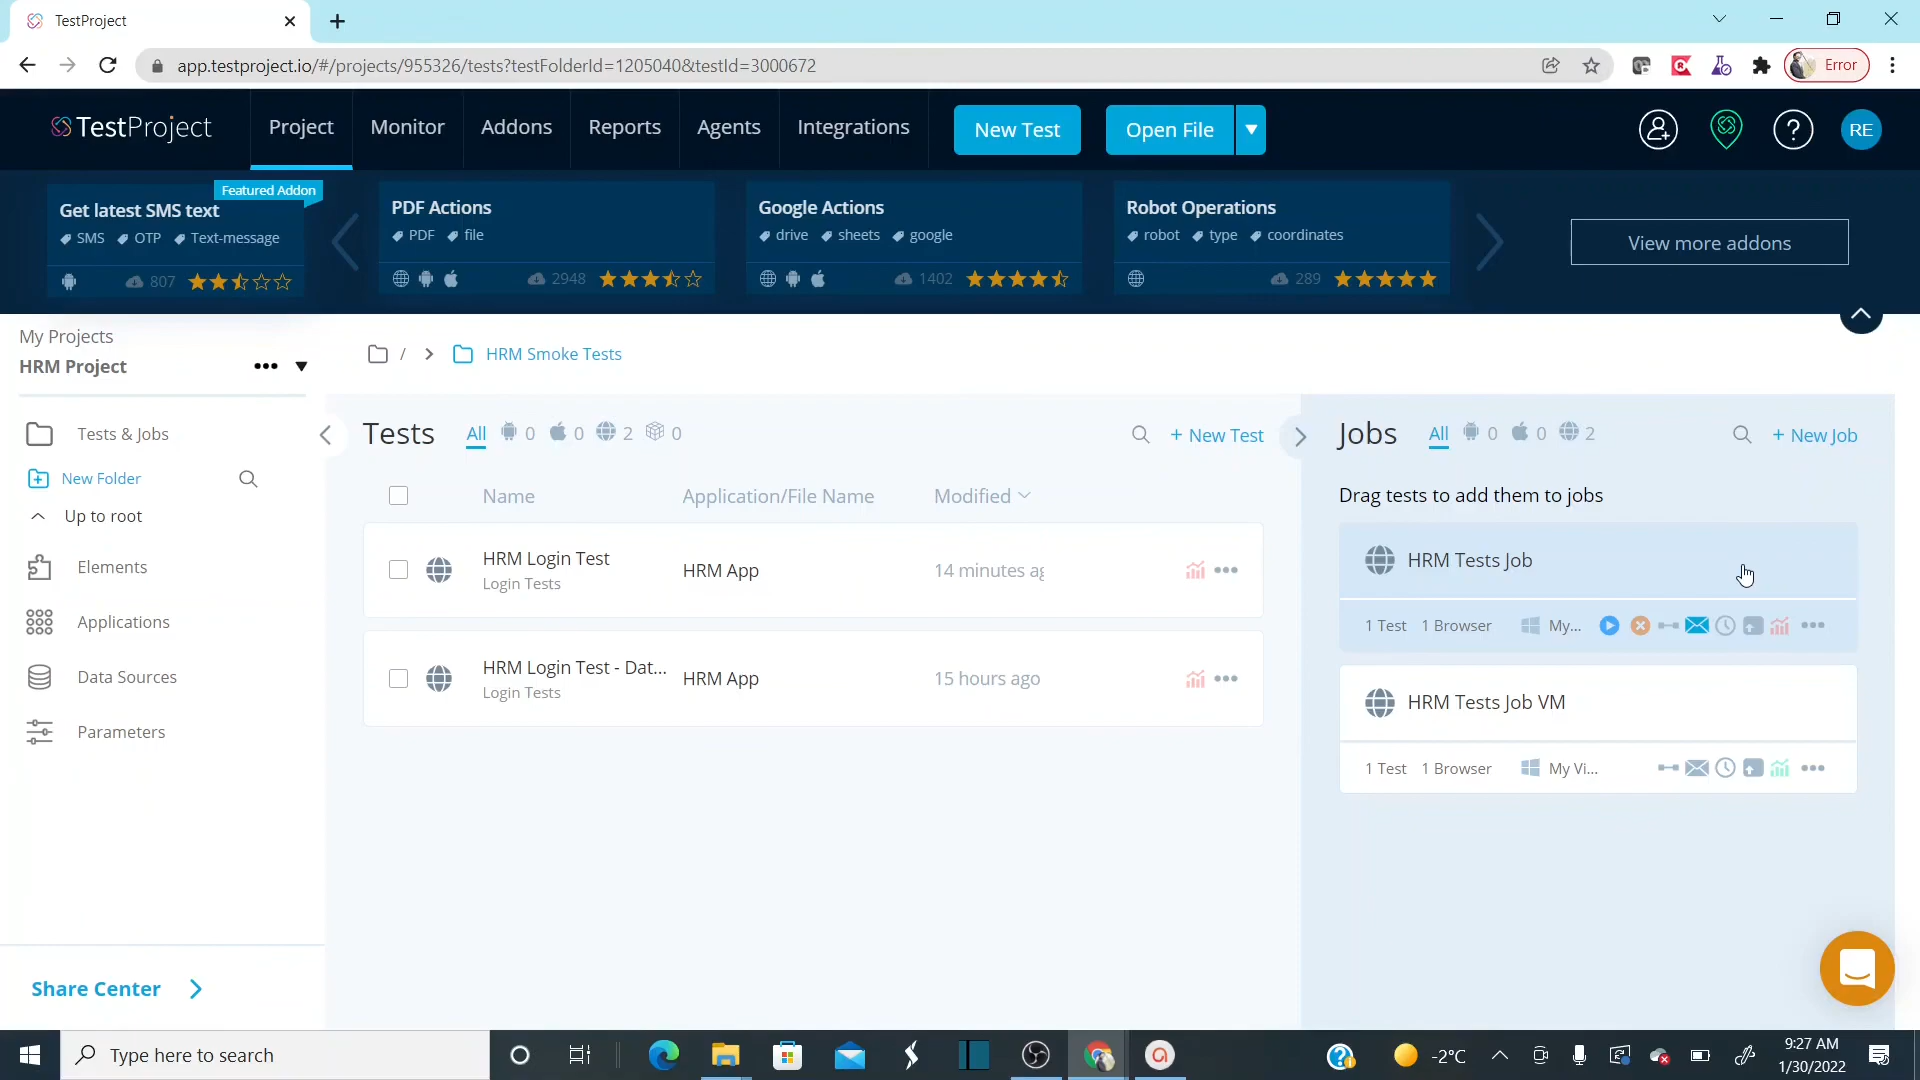 TestProject
app.testproject.io/#/projects/955326/tests?testFolderId=1205040&testId=3000672
Error
TestProject
Project
Monitor
Addons
Reports
Agents
Integrations
New Test
Open File
RE
Featured Addon
Get latest SMS text
SMS OTP Text-message
807
PDF Actions
PDF file
2948
Google Actions
drive sheets google
1402
Robot Operations
robot type coordinates
289
View more addons
My Projects
HRM Project
/ > HRM Smoke Tests
Tests & Jobs
New Folder
Up to root
Elements
Applications
Data Sources
Parameters
Share Center
Tests All 0 0 2 0
+ New Test
Name Application/File Name Modified
HRM Login Test
Login Tests
HRM App
14 minutes ag
HRM Login Test - Dat...
Login Tests
HRM App
15 hours ago
Jobs All 0 0 2
+ New Job
Drag tests to add them to jobs
HRM Tests Job
1 Test 1 Browser My...
HRM Tests Job VM
1 Test 1 Browser My Vi...
Type here to search
-2°C
9:27 AM
1/30/2022